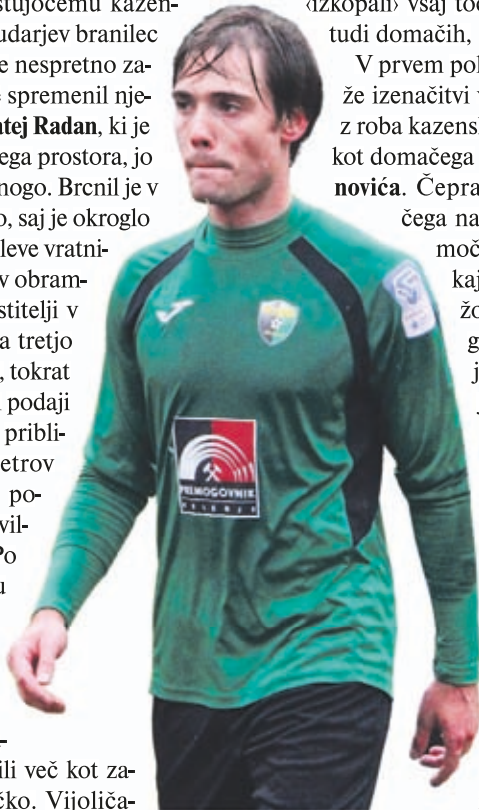 stujočemu kazen-
udarjev branilec
e nespretno za-
e spremenil nje-
atej Radan, ki je
ega prostora, jo
nogo. Brcnil je v
o, saj je okroglo
leve vratni-
v obram-
stitelji v
a tretjo
, tokrat
podaji
pribli-
etrov
po-
vil-
Po
u
ili več kot za-
čko. Vijoliča-
‹izkopali› vsaj toč
tudi domačih,
V prvem pol
že izenačitvi v
z roba kazensk
kot domačega
novića. Čepra
čega na
moč
kaj
žo
g
j
PREMOGOVNIK
VELENJE